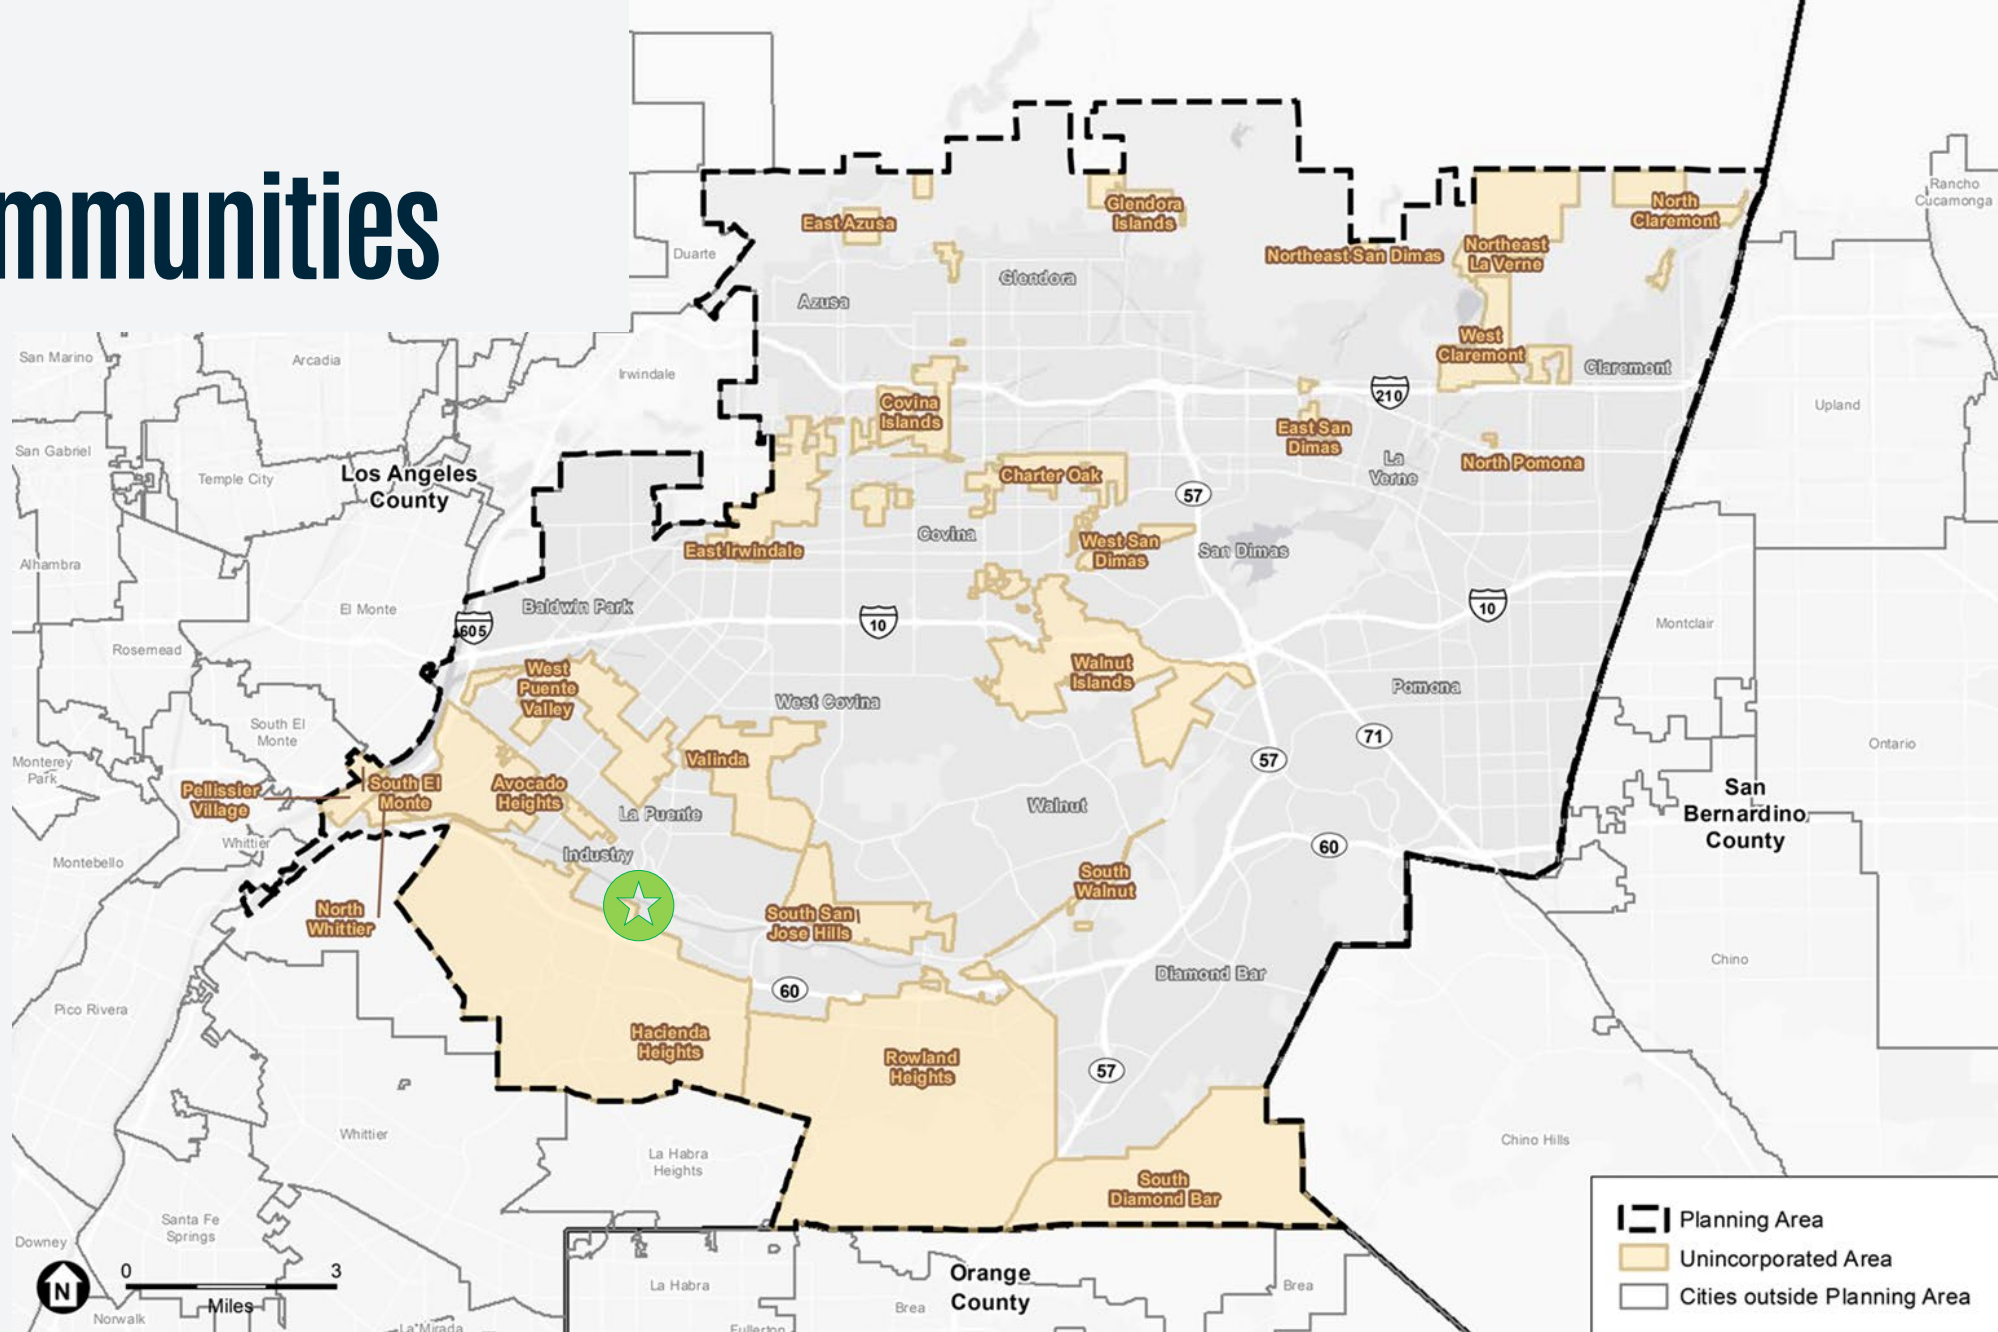 mmunities
East Azusa
Glendora
Islands
North
Claremont
Rancho
Cucamonga
Duarte
Northeast San Dimas
Northeast
La Verne
Glendora
Azusa
San Marino
Arcadia
Irwindale
West
Claremont
Claremont
210
Upland
Covina
Islands
East San
Dimas
San Gabriel
Temple City
Los Angeles
County
Charter Oak
La
Verne
North Pomona
57
Covina
West San
Dimas
San Dimas
East Irwindale
Alhambra
El Monte
Baldwin Park
605
10
10
Montclair
Rosemead
West
Puente
Valley
Walnut
Islands
Pomona
West Covina
South El
Monte
Monterey
Park
71
57
Ontario
Valinda
Pellissier
Village
South El
Monte
Avocado
Heights
La Puente
Walnut
San
Bernardino
County
Whittier
Montebello
Industry
60
South
Walnut
North
Whittier
South San
Jose Hills
Diamond Bar
Chino
60
Pico Rivera
Hacienda
Heights
Rowland
Heights
57
Whittier
La Habra
Heights
Chino Hills
South
Diamond Bar
Santa Fe
Springs
Downey
Planning Area
Unincorporated Area
Cities outside Planning Area
N
0
3
Miles
Norwalk
La Mirada
La Habra
Orange
County
Brea
Brea
Fullerton